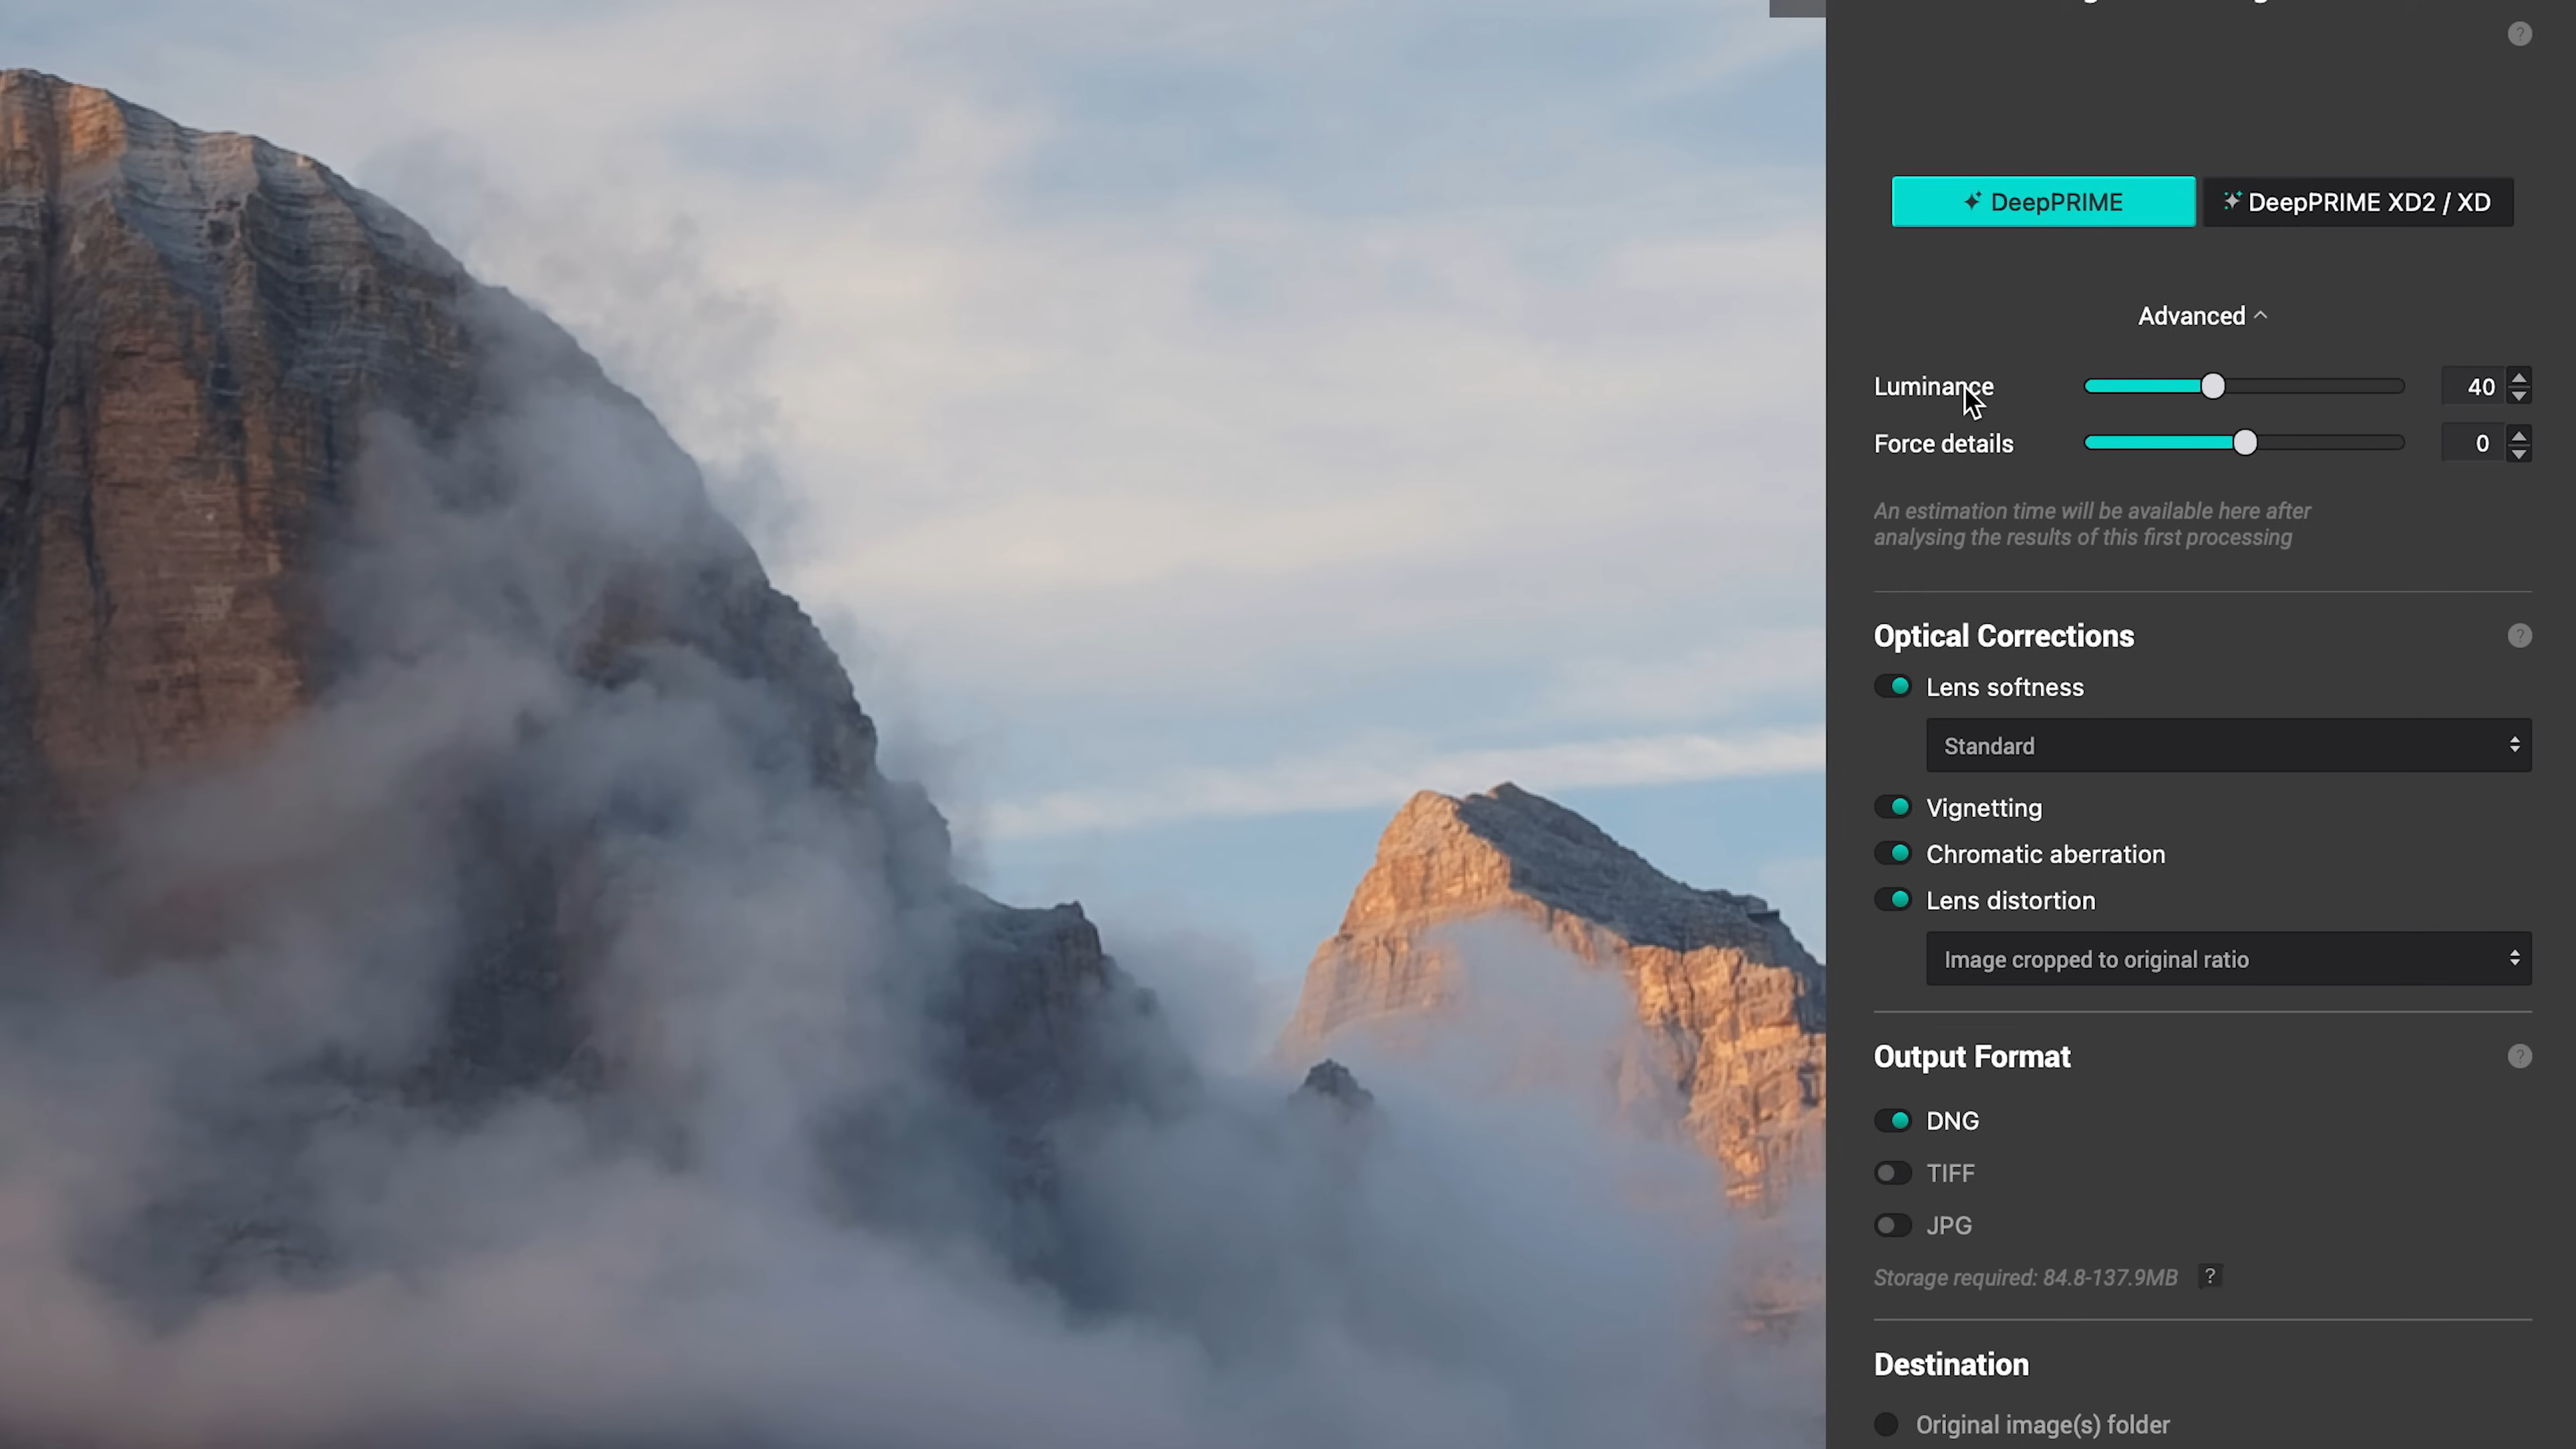 ?
DeepPRIME
DeepPRIME XD2 / XD
Advanced
Luminance 40
Force details 0
An estimation time will be available here after
analysing the results of this first processing
Optical Corrections ?
Lens softness
Standard
Vignetting
Chromatic aberration
Lens distortion
Image cropped to original ratio
Output Format ?
DNG
TIFF
JPG
Storage required: 84.8-137.9MB ?
Destination
Original image(s) folder